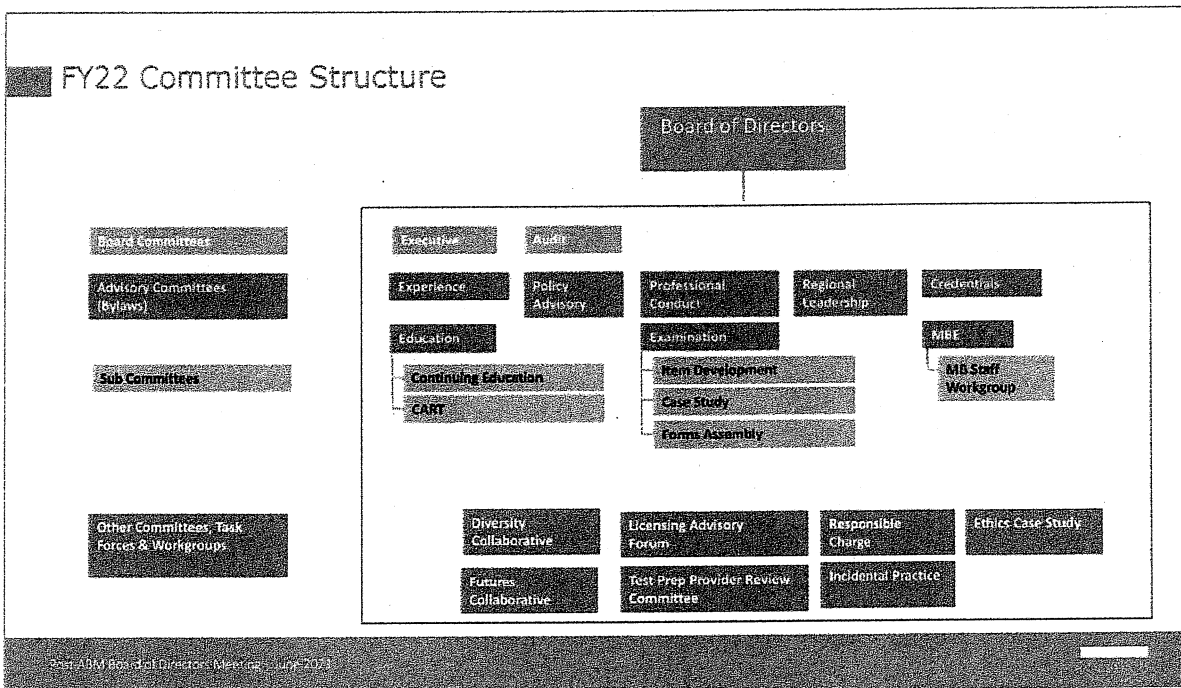 FY22 Committee Structure
Board of Directors
Board Committees
Executive
Audit
Advisory Committees
(Bylaws)
Experience
Policy
Advisory
Professional
Conduct
Regional
Leadership
Credentials
Education
Examination
MBE
Sub Committees
Continuing Education
CART
Item Development
Case Study
Forms Assembly
MB Staff
Workgroup
Other Committees, Task
Forces & Workgroups
Diversity
Collaborative
Licensing Advisory
Forum
Responsible
Charge
Ethics Case Study
Futures
Collaborative
Test Prep Provider Review
Committee
Incidental Practice
Post-ABM Board of Directors Meeting - June 2021